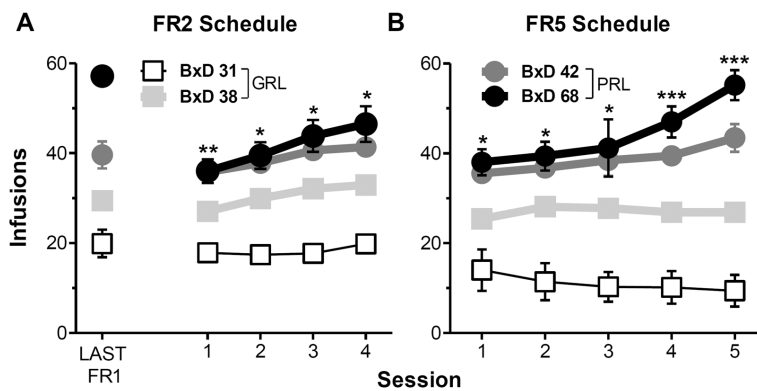 A FR2 Schedule
B FR5 Schedule
Infusions
60
40
20
0
BxD 31
BxD 38
GRL
** * * *
LAST
FR1
1 2 3 4
60
40
20
0
BxD 42
BxD 68
PRL
* * * *** ***
1 2 3 4 5
Session